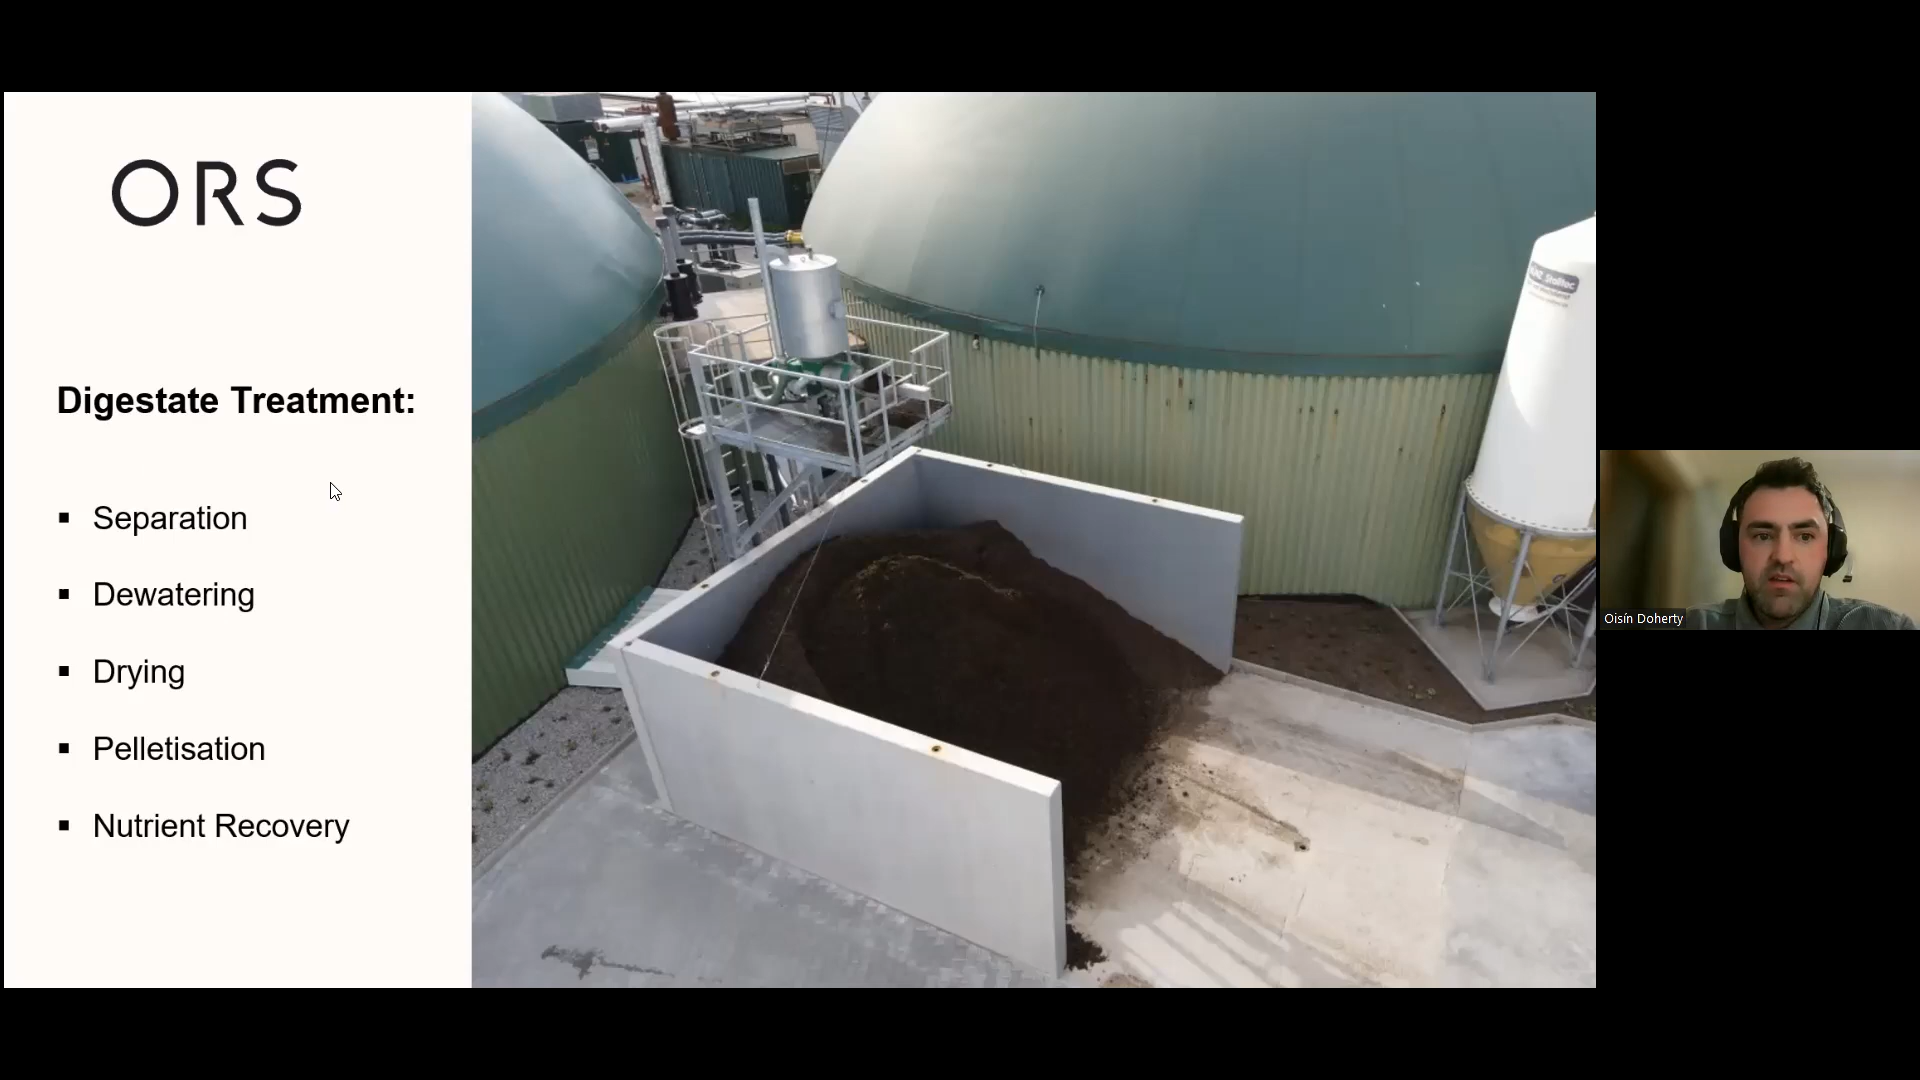 ORS
Digestate Treatment:
▪ Separation
▪ Dewatering
▪ Drying
▪ Pelletisation
▪ Nutrient Recovery
Oisín Doherty